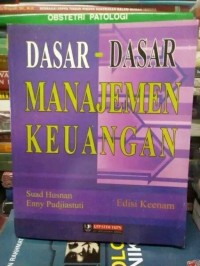 OBSTETRI PATOLOGI
DASAR - DASAR
MANAJEMEN
KEUANGAN
Suad Husnan
Enny Pudjiastuti
Edisi Keenam